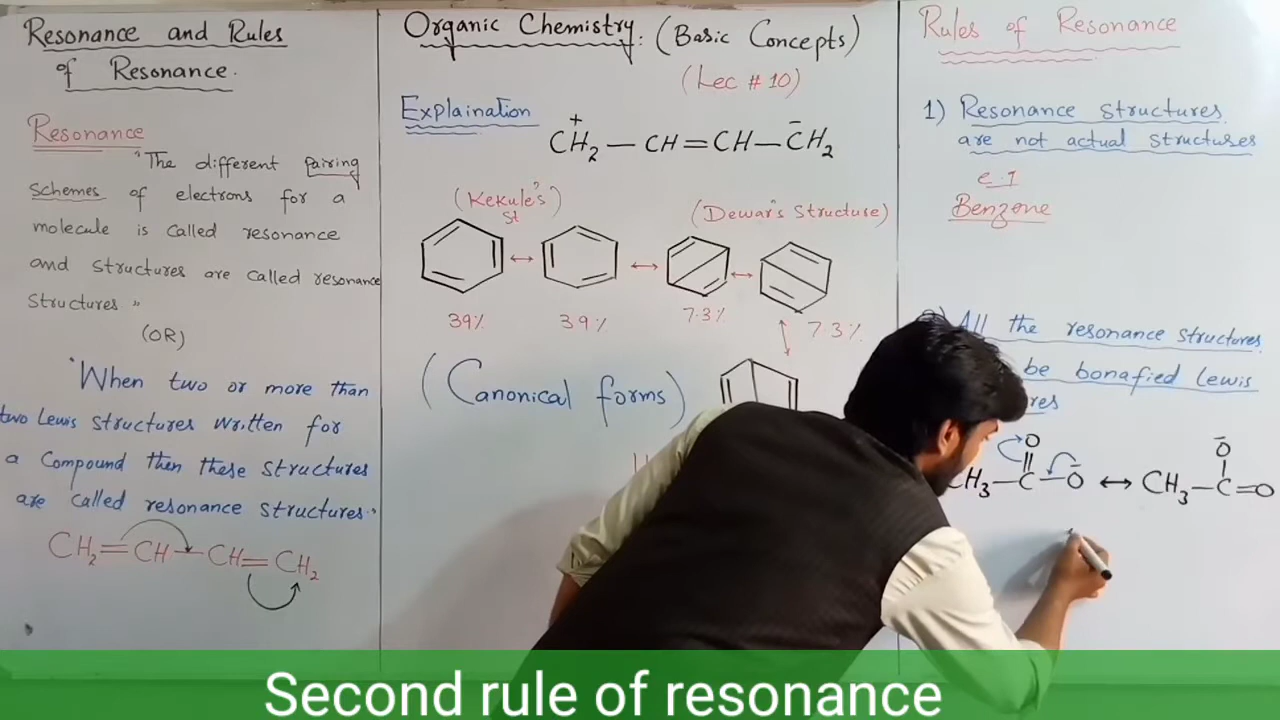 Resonance and Rules
of Resonance.
Resonance
"The different pairing
schemes of electrons for a
molecule is called resonance
and structures are called resonance
structures"
(OR)
"When two or more than
two Lewis structures written for
a compound then these structures
are called resonance structures."
CH2=CH-CH=CH2
Organic Chemistry: (Basic Concepts)
(Lec # 10)
Explaination
+CH2—CH=CH—C̄H2
(Kekule's")
st
(Dewar's structure)
39% 39% 7.3% 7.3%
(Canonical forms)
Rules of Resonance
1) Resonance structures
are not actual structures
e.g
Benzone
All the resonance structures
be bonafied Lewis
O Ō
H3—C—Ō ↔ CH3—C=O
Second rule of resonance